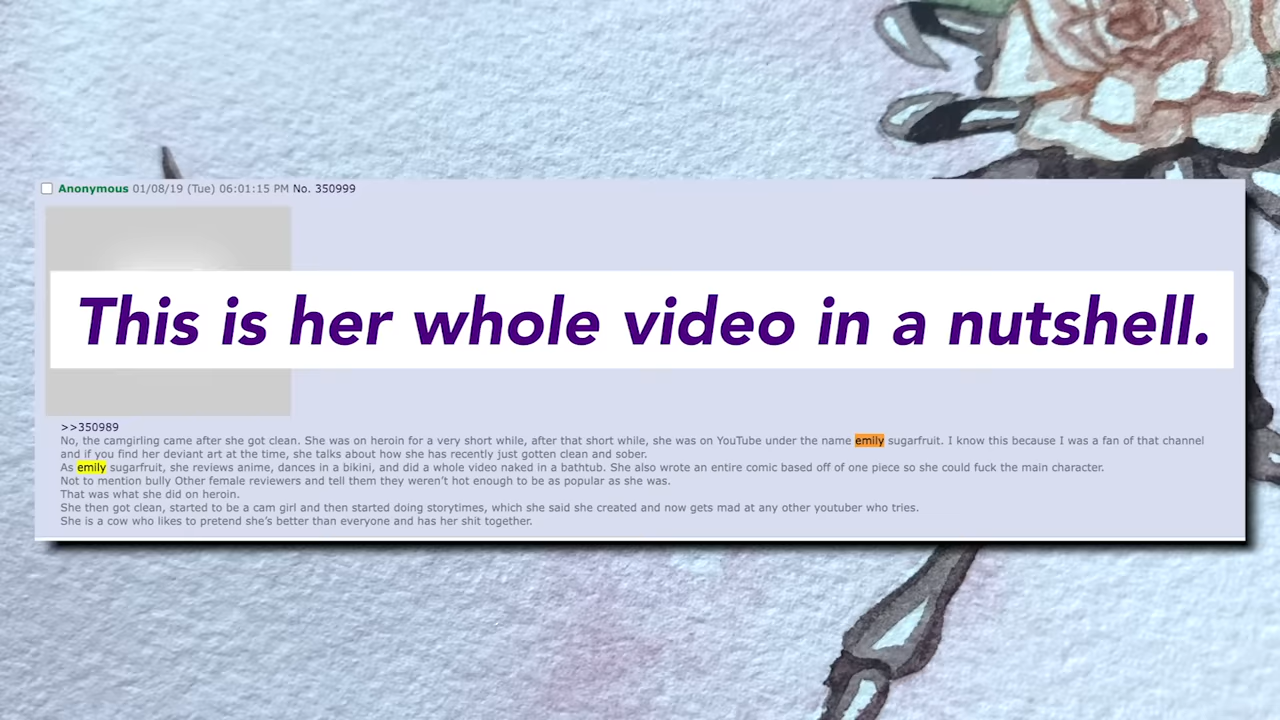 Anonymous 01/08/19 (Tue) 06:01:15 PM No. 350999
This is her whole video in a nutshell.
>>350989
No, the camgirling came after she got clean. She was on heroin for a very short while, after that short while, she was on YouTube under the name emily sugarfruit. I know this because I was a fan of that channel
and if you find her deviant art at the time, she talks about how she has recently just gotten clean and sober.
As emily sugarfruit, she reviews anime, dances in a bikini, and did a whole video naked in a bathtub. She also wrote an entire comic based off of one piece so she could fuck the main character.
Not to mention bully Other female reviewers and tell them they weren’t hot enough to be as popular as she was.
That was what she did on heroin.
She then got clean, started to be a cam girl and then started doing storytimes, which she said she created and now gets mad at any other youtuber who tries.
She is a cow who likes to pretend she’s better than everyone and has her shit together.